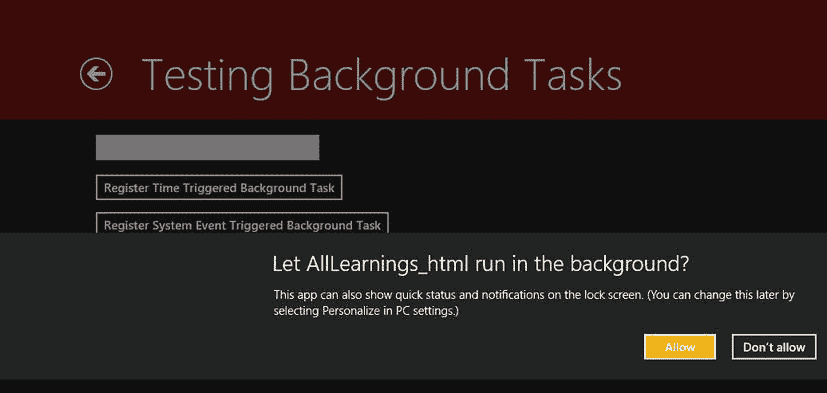 Testing Background Tasks
Register Time Triggered Background Task
Register System Event Triggered Background Task
Let AllLearnings_html run in the background?
This app can also show quick status and notifications on the lock screen. (You can change this later by
selecting Personalize in PC settings.)
Allow Don't allow